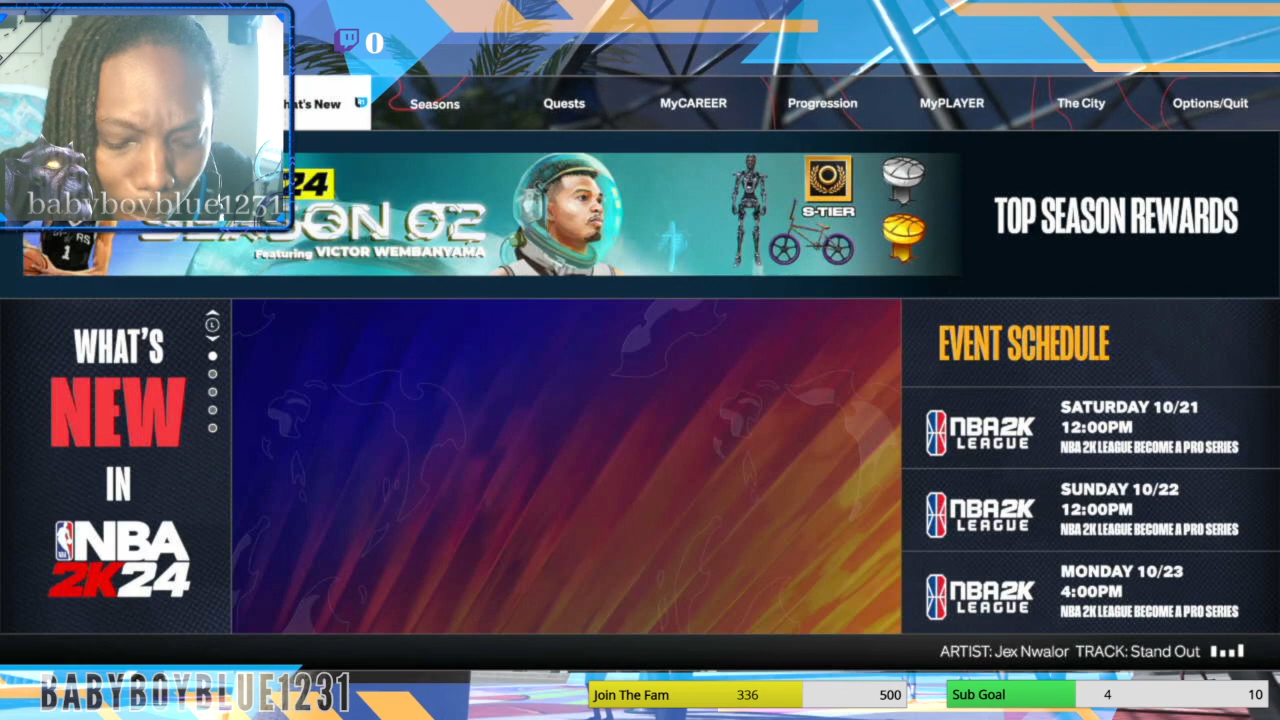 0
hat's New
Seasons
Quests
MyCAREER
Progression
MyPLAYER
The City
Options/Quit
babyboyblue1231
24
SEASON 02
Featuring VICTOR WEMBANYAMA
1
S-TIER
TOP SEASON REWARDS
WHAT'S
NEW
IN
NBA
2K24
L
EVENT SCHEDULE
NBA2K
LEAGUE
SATURDAY 10/21
12:00PM
NBA 2K LEAGUE BECOME A PRO SERIES
NBA2K
LEAGUE
SUNDAY 10/22
12:00PM
NBA 2K LEAGUE BECOME A PRO SERIES
NBA2K
LEAGUE
MONDAY 10/23
4:00PM
NBA 2K LEAGUE BECOME A PRO SERIES
ARTIST: Jex Nwalor TRACK: Stand Out
BABYBOYBLUE1231
Join The Fam 336 500
Sub Goal 4 10